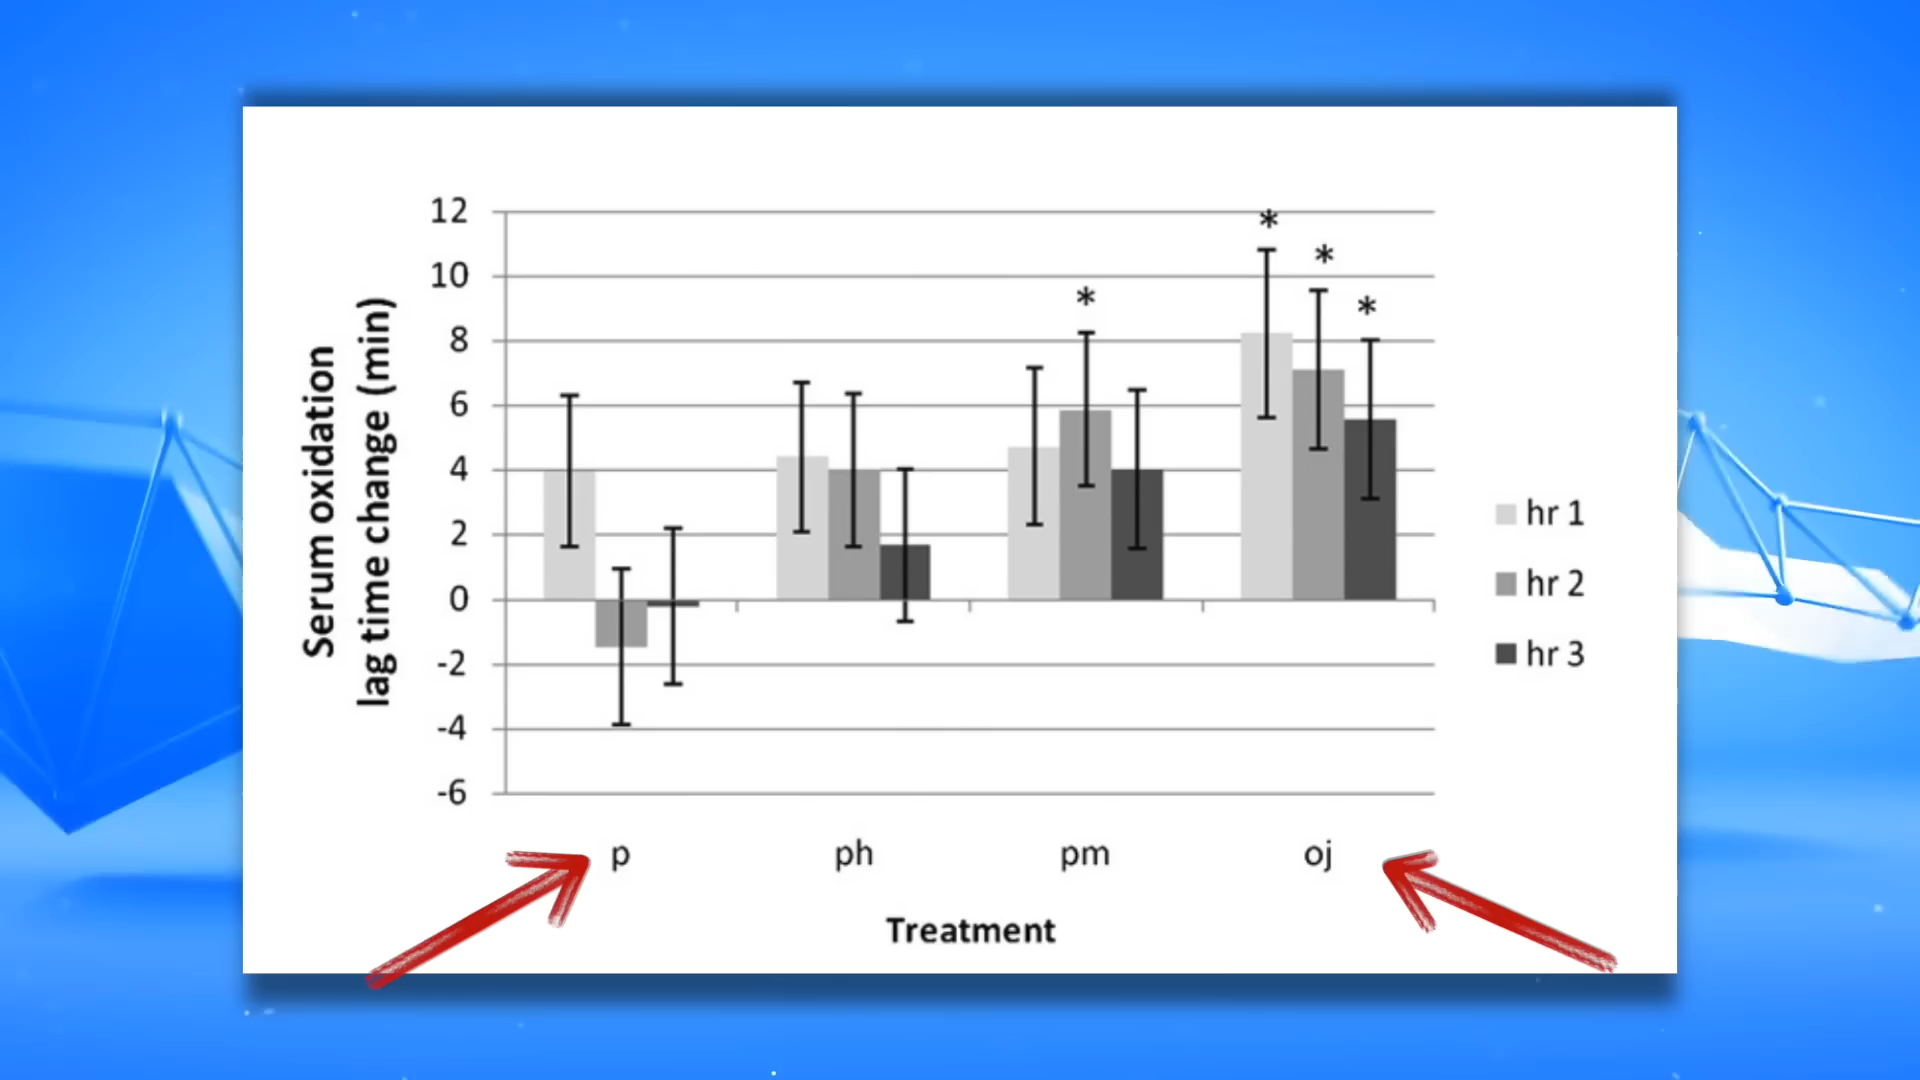 12
10
8
6
4
2
0
-2
-4
-6
Serum oxidation
lag time change (min)
*
*
*
*
hr 1
hr 2
hr 3
p ph pm oj
Treatment